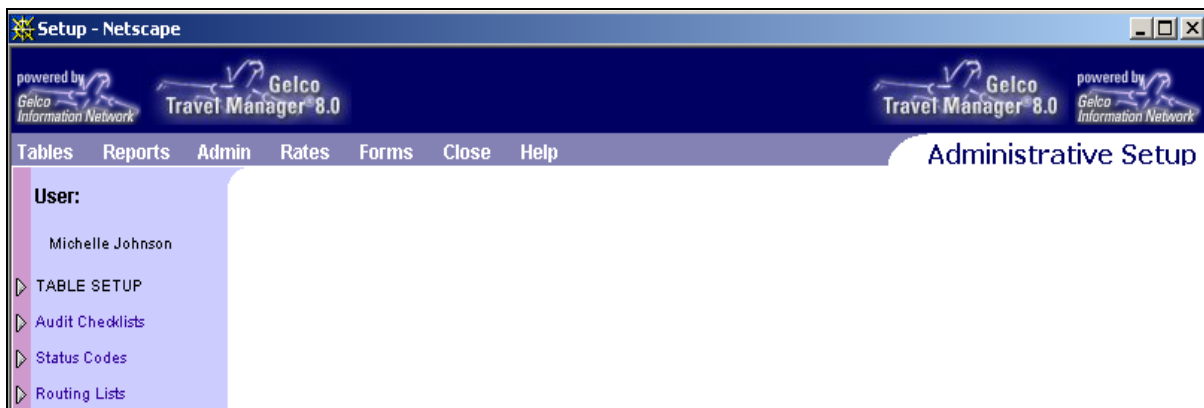 Setup - Netscape
powered by
Gelco
Information Network
Gelco
Travel Manager® 8.0
Gelco
Travel Manager® 8.0
powered by
Gelco
Information Network
Tables Reports Admin Rates Forms Close Help
Administrative Setup
User:
Michelle Johnson
TABLE SETUP
Audit Checklists
Status Codes
Routing Lists